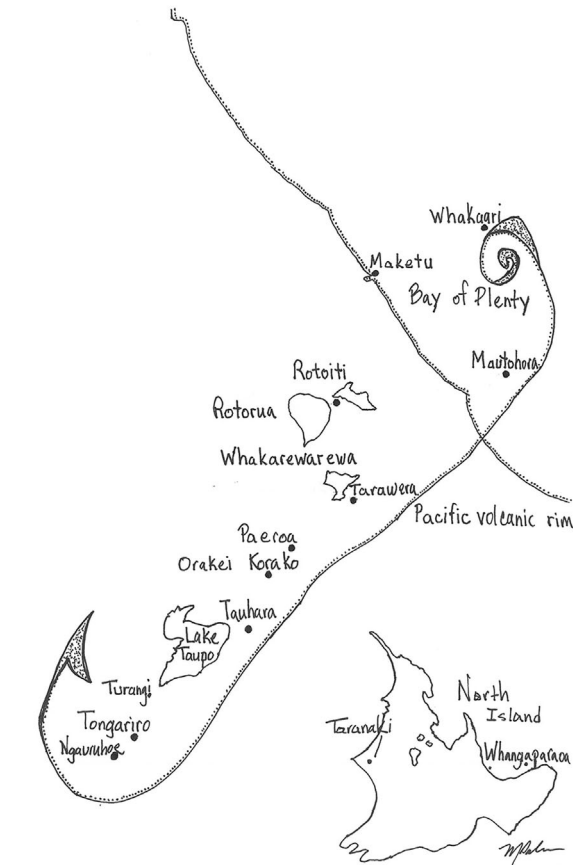 Whakaari
Maketu
Bay of Plenty
Mautohora
Rotoiti
Rotorua
Whakarewarewa
Tarawera
Pacific volcanic rim
Paeroa
Orakei Korako
Tauhara
Lake
Taupo
Turangi
Tongariro
Ngauruhoe
North
Island
Taranaki
Whangaparaoa